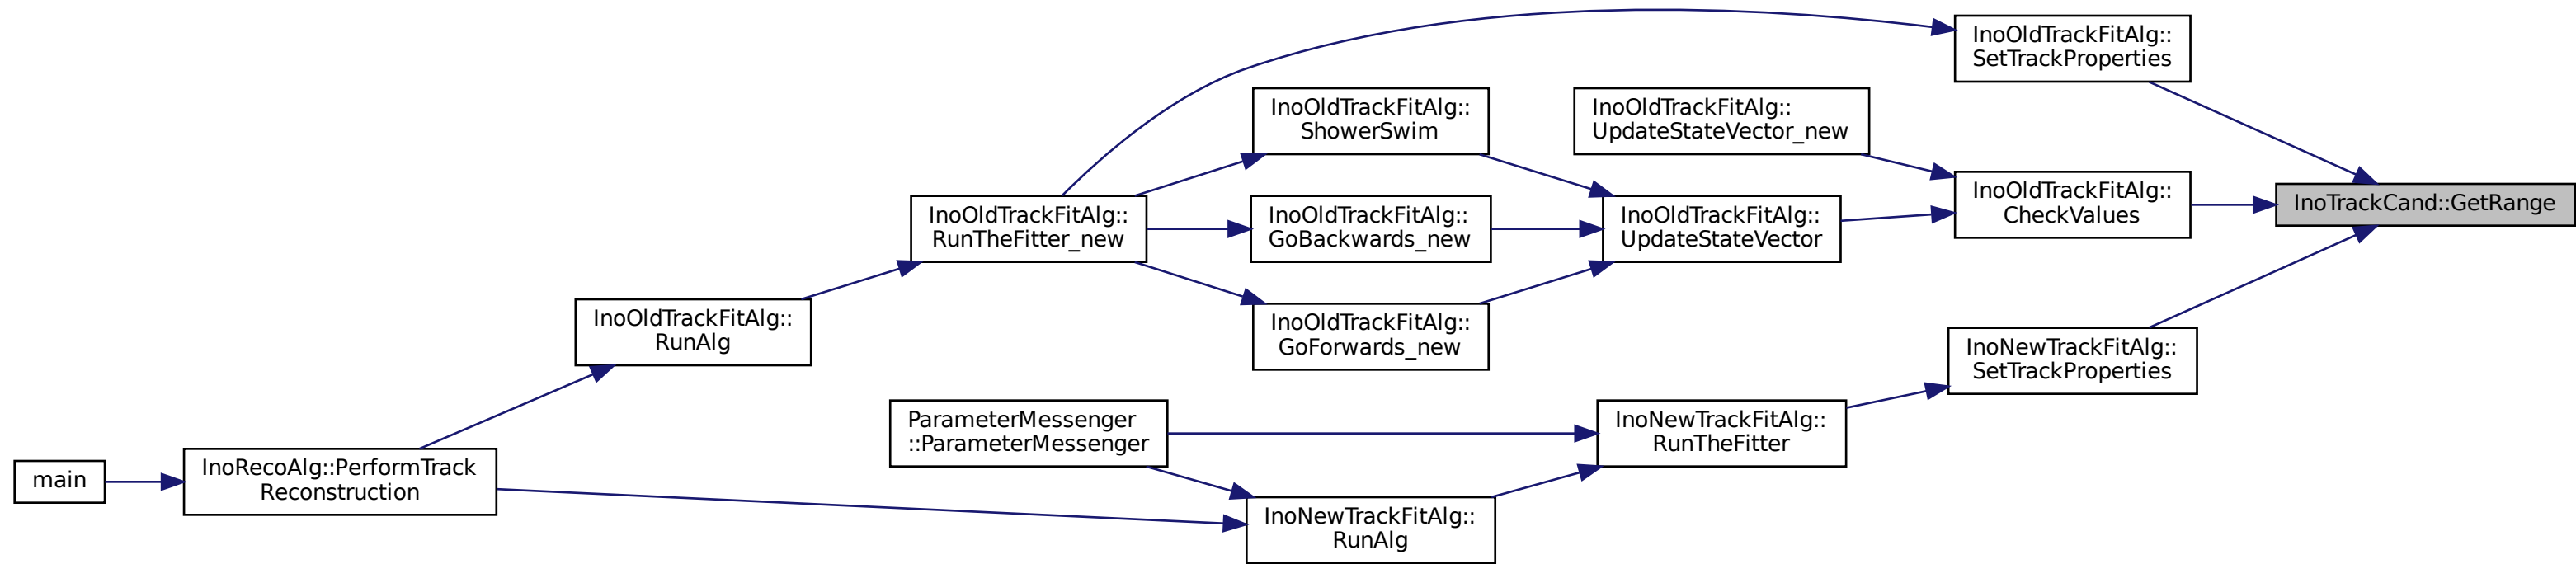 InoOldTrackFitAlg::
SetTrackProperties
InoOldTrackFitAlg::
ShowerSwim
InoOldTrackFitAlg::
UpdateStateVector_new
InoOldTrackFitAlg::
CheckValues
InoTrackCand::GetRange
InoOldTrackFitAlg::
RunTheFitter_new
InoOldTrackFitAlg::
GoBackwards_new
InoOldTrackFitAlg::
UpdateStateVector
InoOldTrackFitAlg::
RunAlg
InoOldTrackFitAlg::
GoForwards_new
InoNewTrackFitAlg::
SetTrackProperties
ParameterMessenger
::ParameterMessenger
InoNewTrackFitAlg::
RunTheFitter
main
InoRecoAlg::PerformTrack
Reconstruction
InoNewTrackFitAlg::
RunAlg